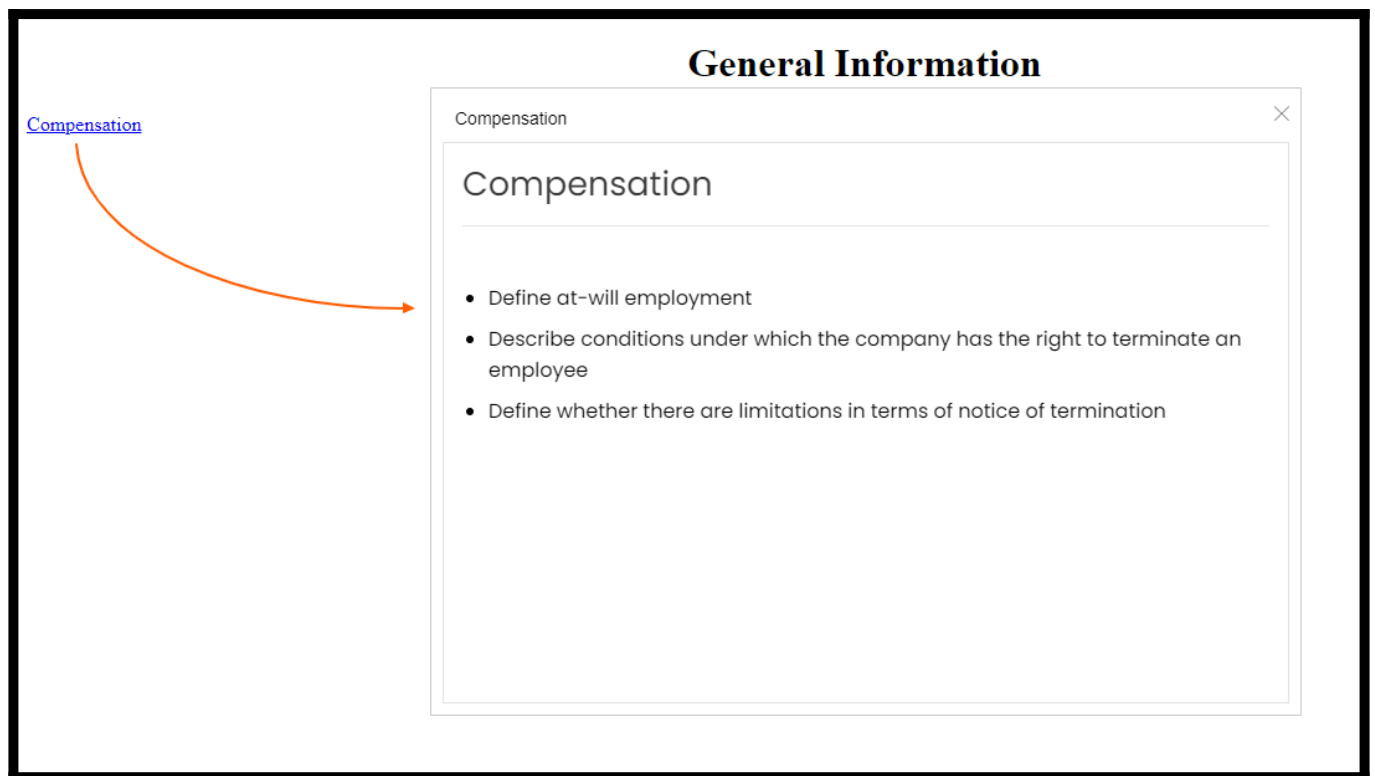 General Information
Compensation
Compensation
Compensation
Define at-will employment
Describe conditions under which the company has the right to terminate an
employee
Define whether there are limitations in terms of notice of termination